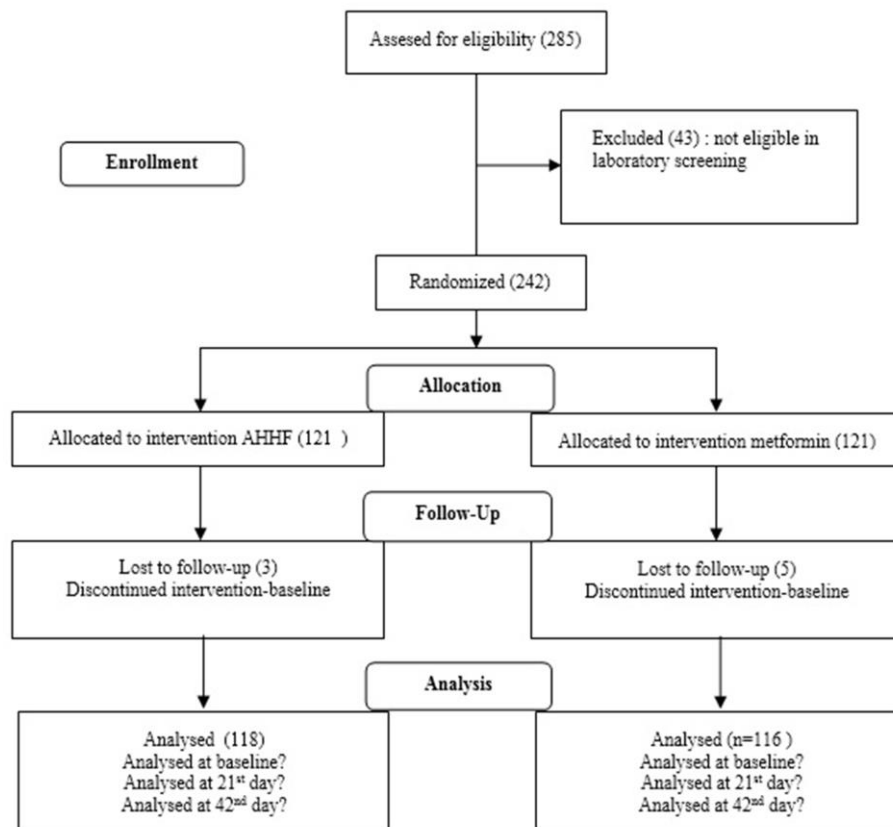 Assesed for eligibility (285)
Excluded (43) : not eligible in
laboratory screening
Enrollment
Randomized (242)
Allocation
Allocated to intervention AHHF (121 )
Allocated to intervention metformin (121)
Follow-Up
Lost to follow-up (3)
Discontinued intervention-baseline
Lost to follow-up (5)
Discontinued intervention-baseline
Analysis
Analysed (118)
Analysed at baseline?
Analysed at 21st day?
Analysed at 42nd day?
Analysed (n=116 )
Analysed at baseline?
Analysed at 21st day?
Analysed at 42nd day?